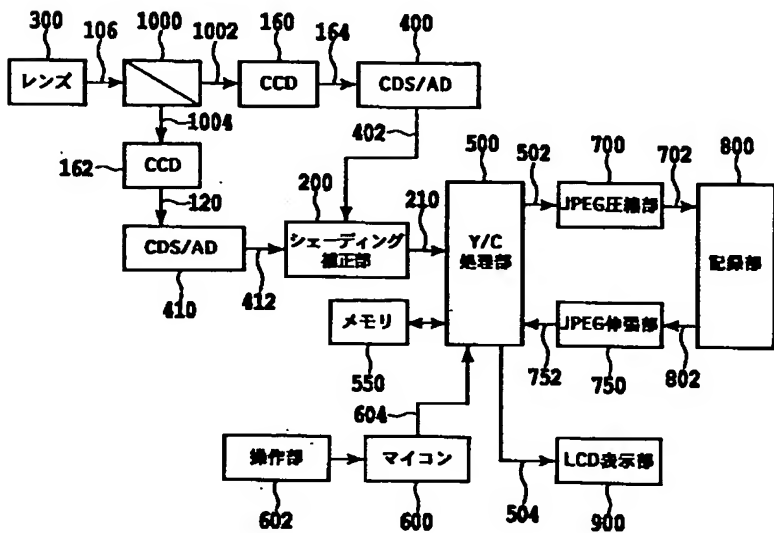 300
106
1000
1002
160
164
400
レンズ
CCD
CDS/AD
1004
402
162
CCD
120
500
502
700
702
800
200
210
CDS/AD
シェーディング
補正部
Y/C
処理部
JPEG圧縮部
記録部
410
412
メモリ
JPEG伸張部
550
752
750
802
604
操作部
マイコン
LCD表示部
602
600
504
900